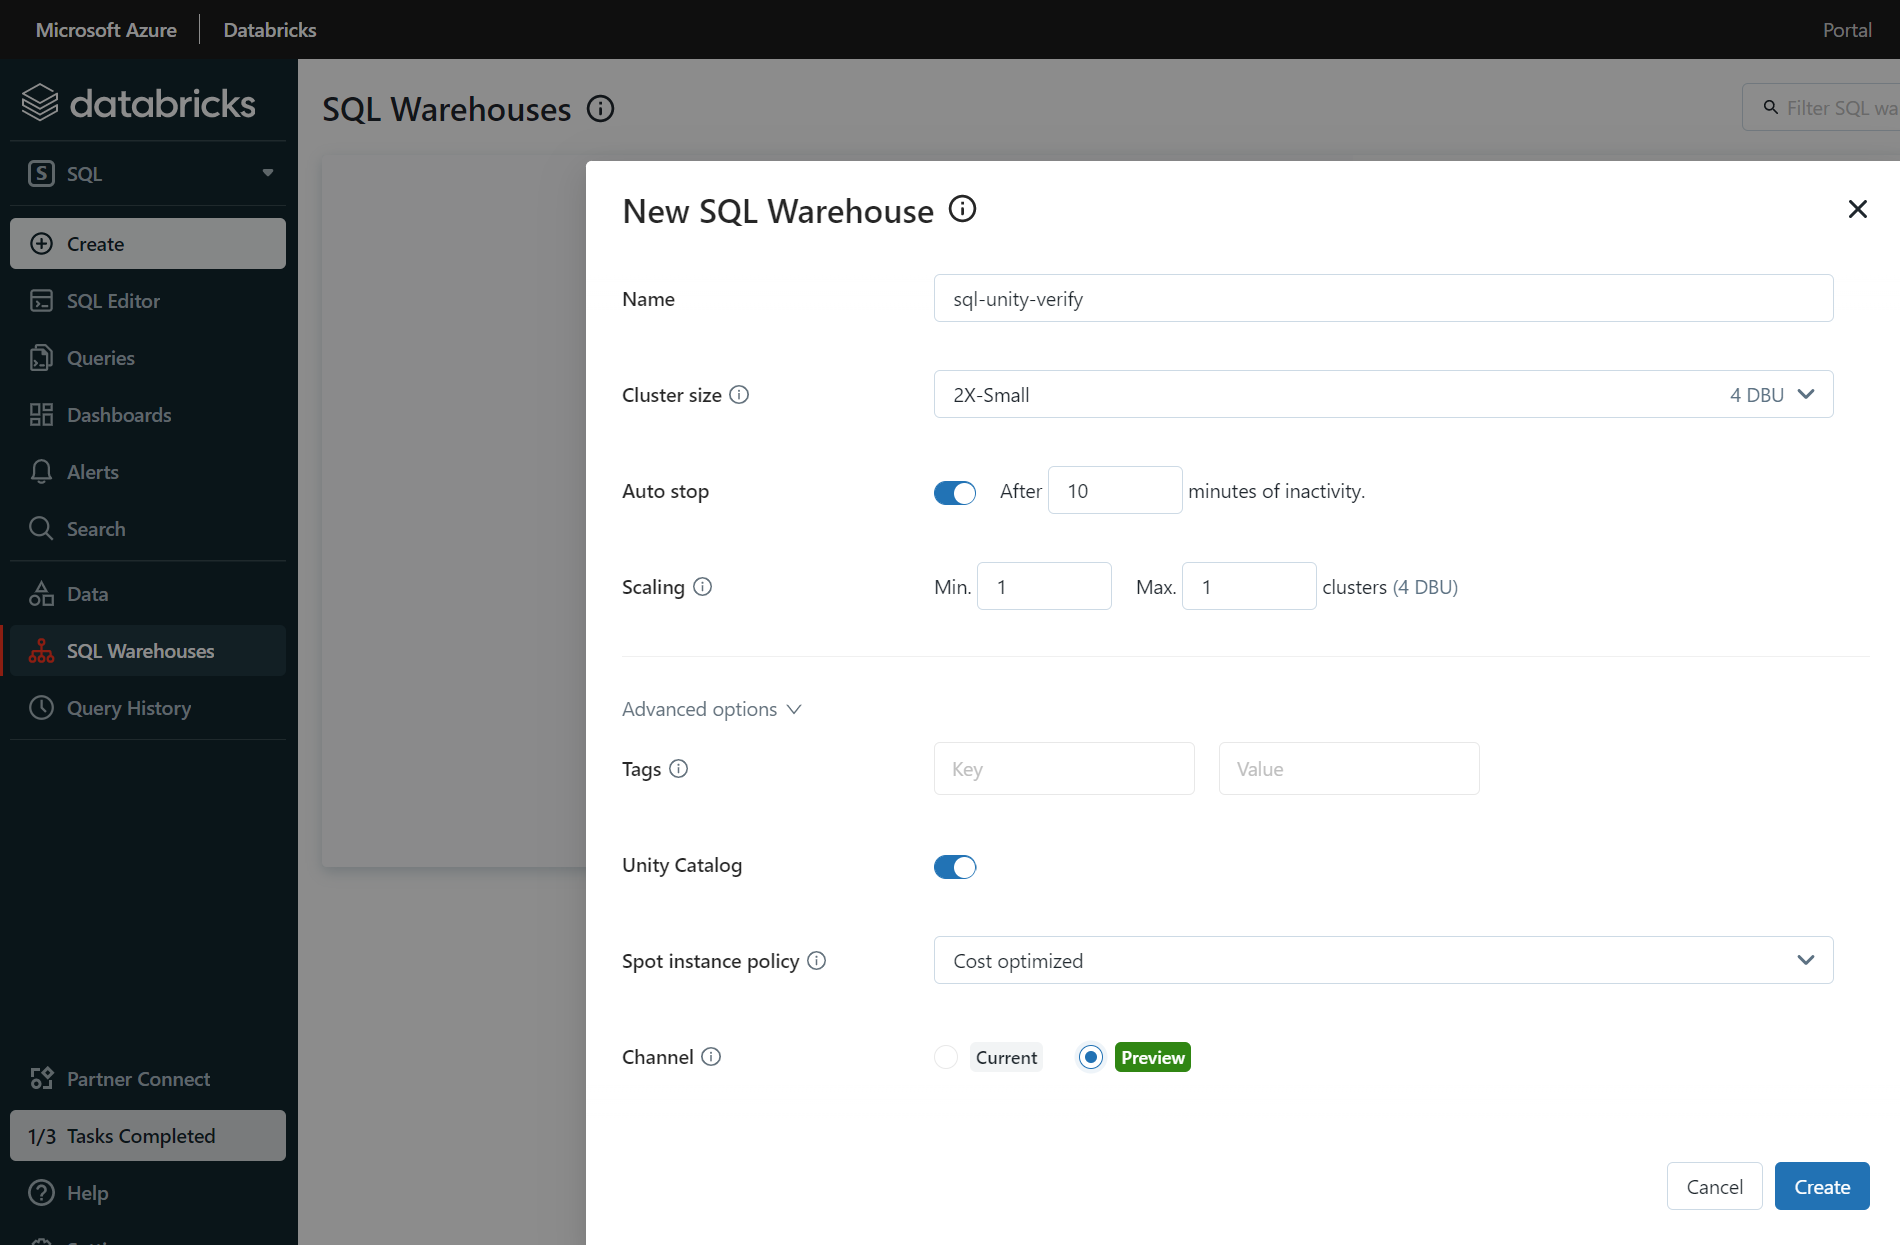 Microsoft Azure
Databricks
Portal
databricks
SQL
Create
SQL Editor
Queries
Dashboards
Alerts
Search
Data
SQL Warehouses
Query History
Partner Connect
1/3 Tasks Completed
Help
SQL Warehouses
Filter SQL wa
New SQL Warehouse
Name
sql-unity-verify
Cluster size
2X-Small
4 DBU
Auto stop
After 10 minutes of inactivity.
Scaling
Min. 1 Max. 1 clusters (4 DBU)
Advanced options
Tags
Key
Value
Unity Catalog
Spot instance policy
Cost optimized
Channel
Current
Preview
Cancel
Create